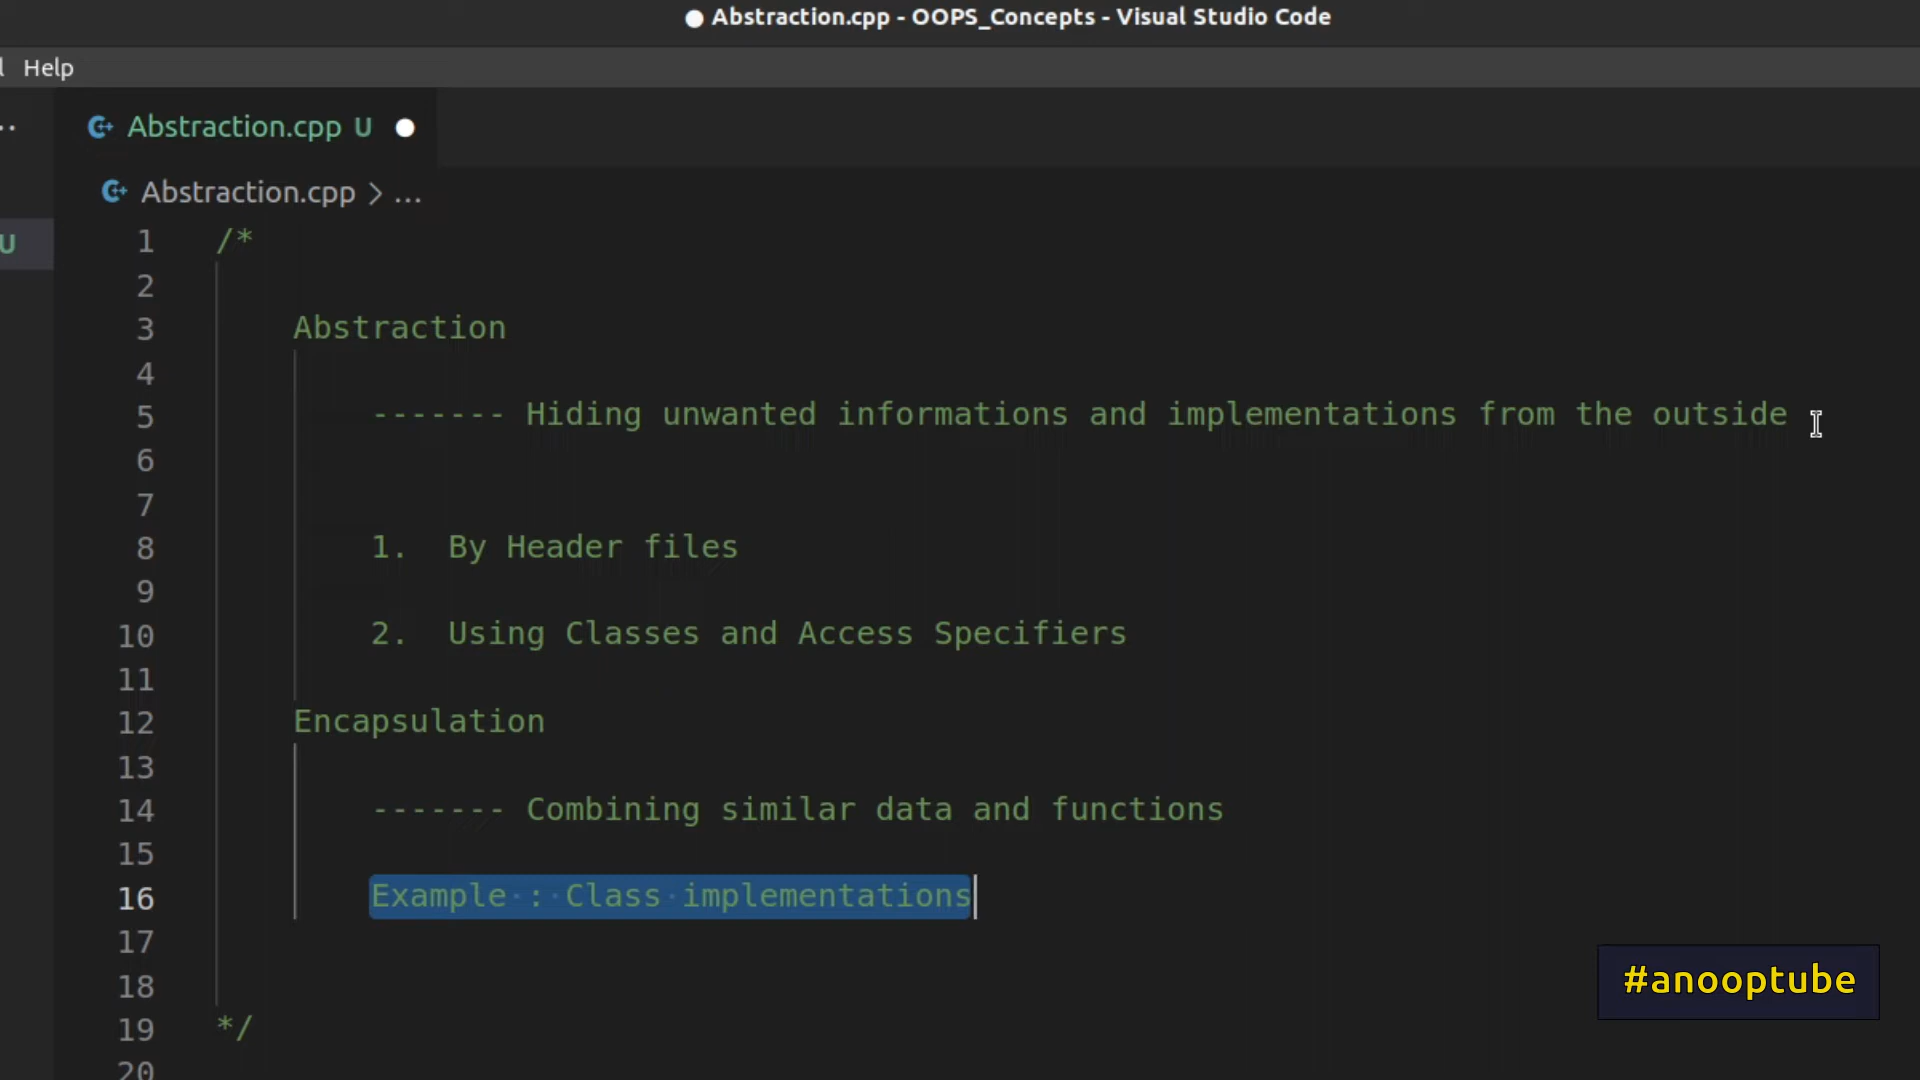 ● Abstraction.cpp - OOPS_Concepts - Visual Studio Code
l Help
Abstraction.cpp U ●
Abstraction.cpp > ...
U
1 /*
2
3 Abstraction
4
5 ------- Hiding unwanted informations and implementations from the outside
6
7
8 1. By Header files
9
10 2. Using Classes and Access Specifiers
11
12 Encapsulation
13
14 ------- Combining similar data and functions
15
16 Example : Class implementations
17
18
19 */
20
#anooptube